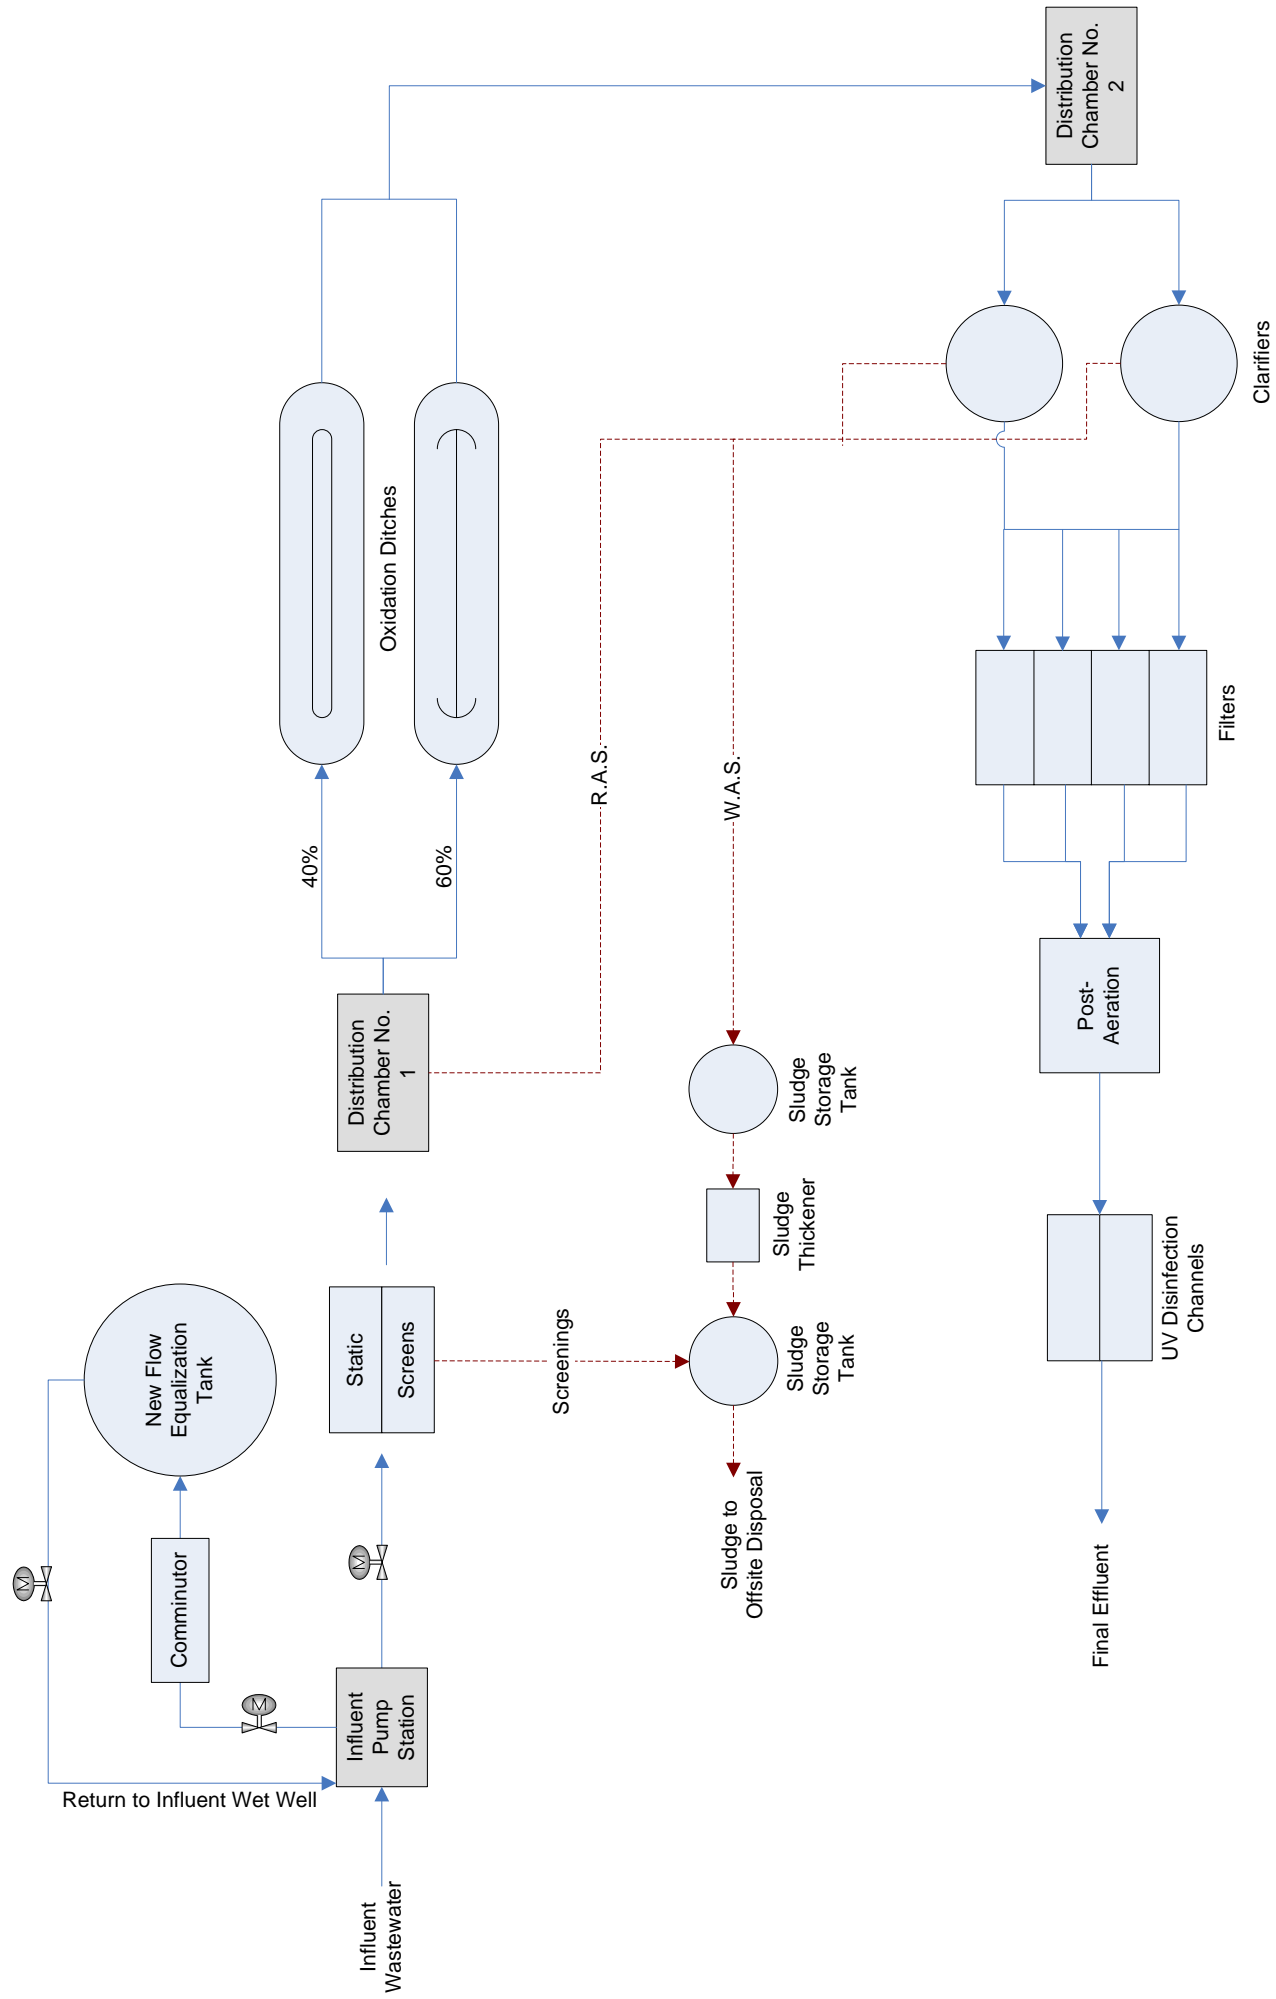 Influent
Wastewater
Return to Influent Wet Well
Influent
Pump
Station
M
M
M
Comminutor
New Flow
Equalization
Tank
Static
Screens
Screenings
Distribution
Chamber No.
1
40%
60%
Oxidation Ditches
R.A.S.
W.A.S.
Distribution
Chamber No.
2
Clarifiers
Filters
Post-
Aeration
UV Disinfection
Channels
Final Effluent
Sludge
Storage
Tank
Sludge
Thickener
Sludge
Storage
Tank
Sludge to
Offsite Disposal